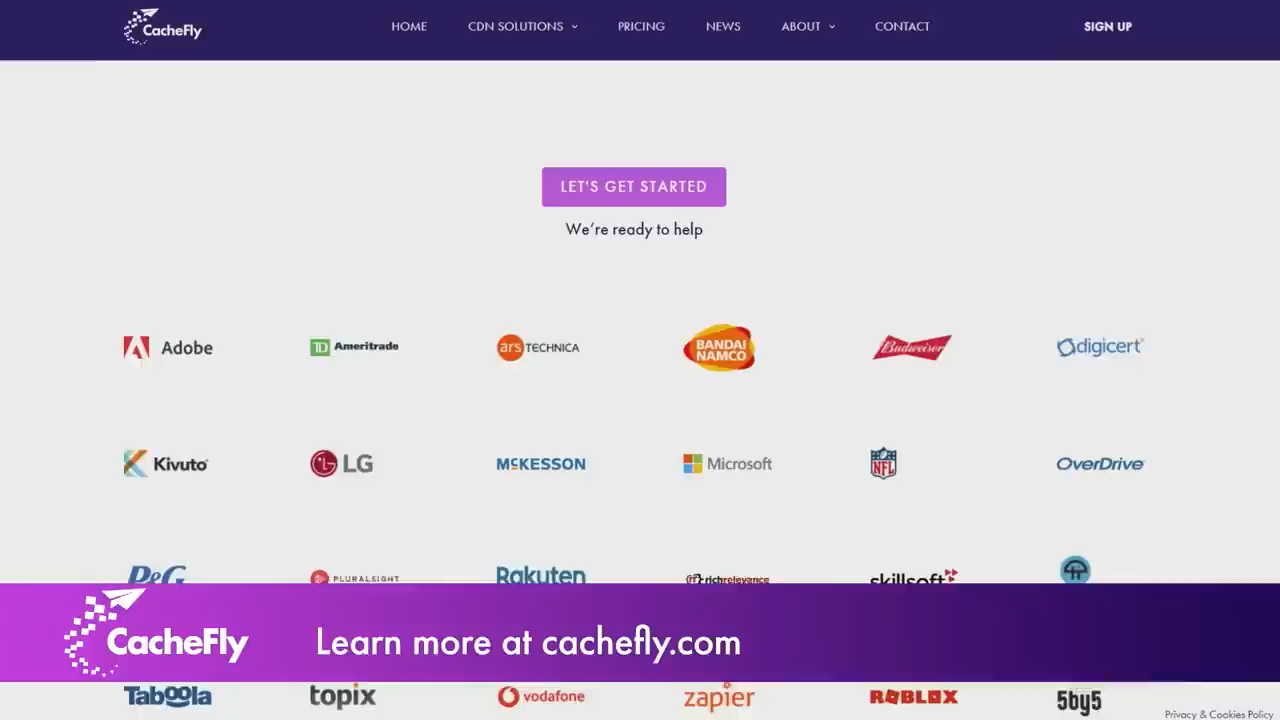 CacheFly HOME CDN SOLUTIONS PRICING NEWS ABOUT CONTACT SIGN UP
LET'S GET STARTED
We're ready to help
Adobe TD Ameritrade ars TECHNICA BANDAI NAMCO Budweiser digicert
Kivuto LG McKESSON Microsoft NFL OverDrive
P&G PLURALSIGHT Rakuten richrelevance skillsoft
CacheFly Learn more at cachefly.com
Taboola topix vodafone zapier ROBLOX 5by5
Privacy & Cookies Policy